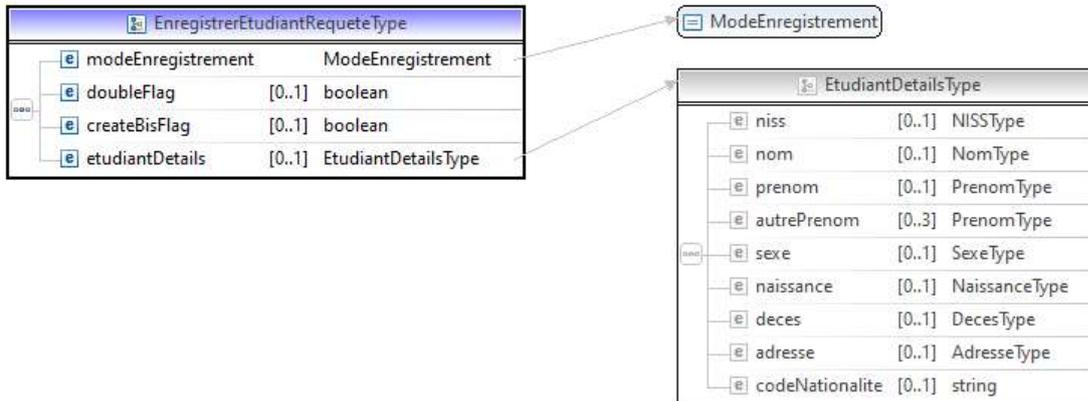 EnregistrerEtudiantRequeteType
e modeEnregistrement ModeEnregistrement
e doubleFlag [0..1] boolean
e createBisFlag [0..1] boolean
e etudiantDetails [0..1] EtudiantDetailsType
ModeEnregistrement
EtudiantDetailsType
e niss [0..1] NISSType
e nom [0..1] NomType
e prenom [0..1] PrenomType
e autrePrenom [0..3] PrenomType
e sexe [0..1] SexeType
e naissance [0..1] NaissanceType
e deces [0..1] DecesType
e adresse [0..1] AdresseType
e codeNationalite [0..1] string